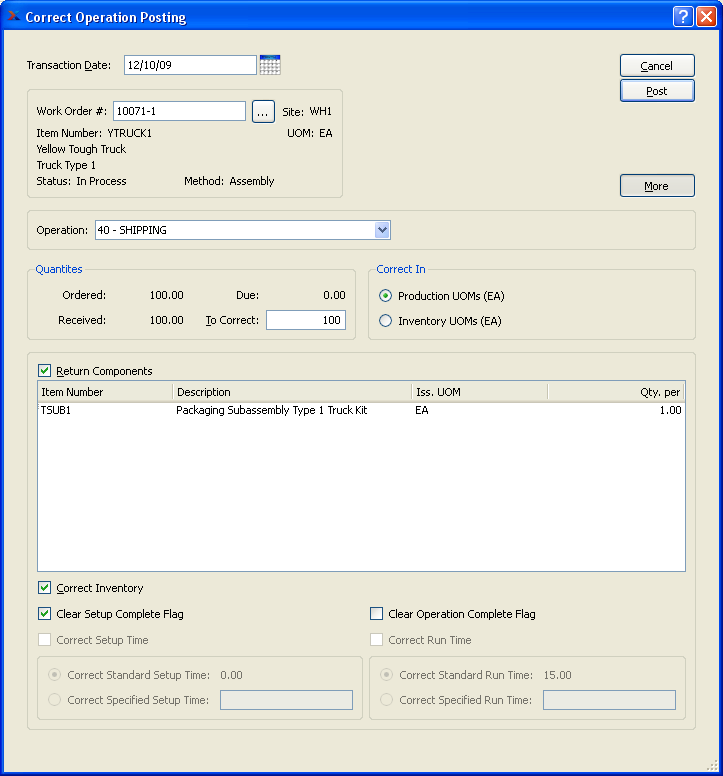 Correct Operation Posting
Transaction Date: 12/10/09
Cancel
Post
Work Order #: 10071-1 ... Site: WH1
Item Number: YTRUCK1 UOM: EA
Yellow Tough Truck
Truck Type 1
Status: In Process Method: Assembly
More
Operation: 40 - SHIPPING
Quantites
Ordered: 100.00 Due: 0.00
Received: 100.00 To Correct: 100
Correct In
Production UOMs (EA)
Inventory UOMs (EA)
Return Components
Item Number Description Iss. UOM Qty. per
TSUB1 Packaging Subassembly Type 1 Truck Kit EA 1.00
Correct Inventory
Clear Setup Complete Flag Clear Operation Complete Flag
Correct Setup Time Correct Run Time
Correct Standard Setup Time: 0.00 Correct Standard Run Time: 15.00
Correct Specified Setup Time: Correct Specified Run Time: